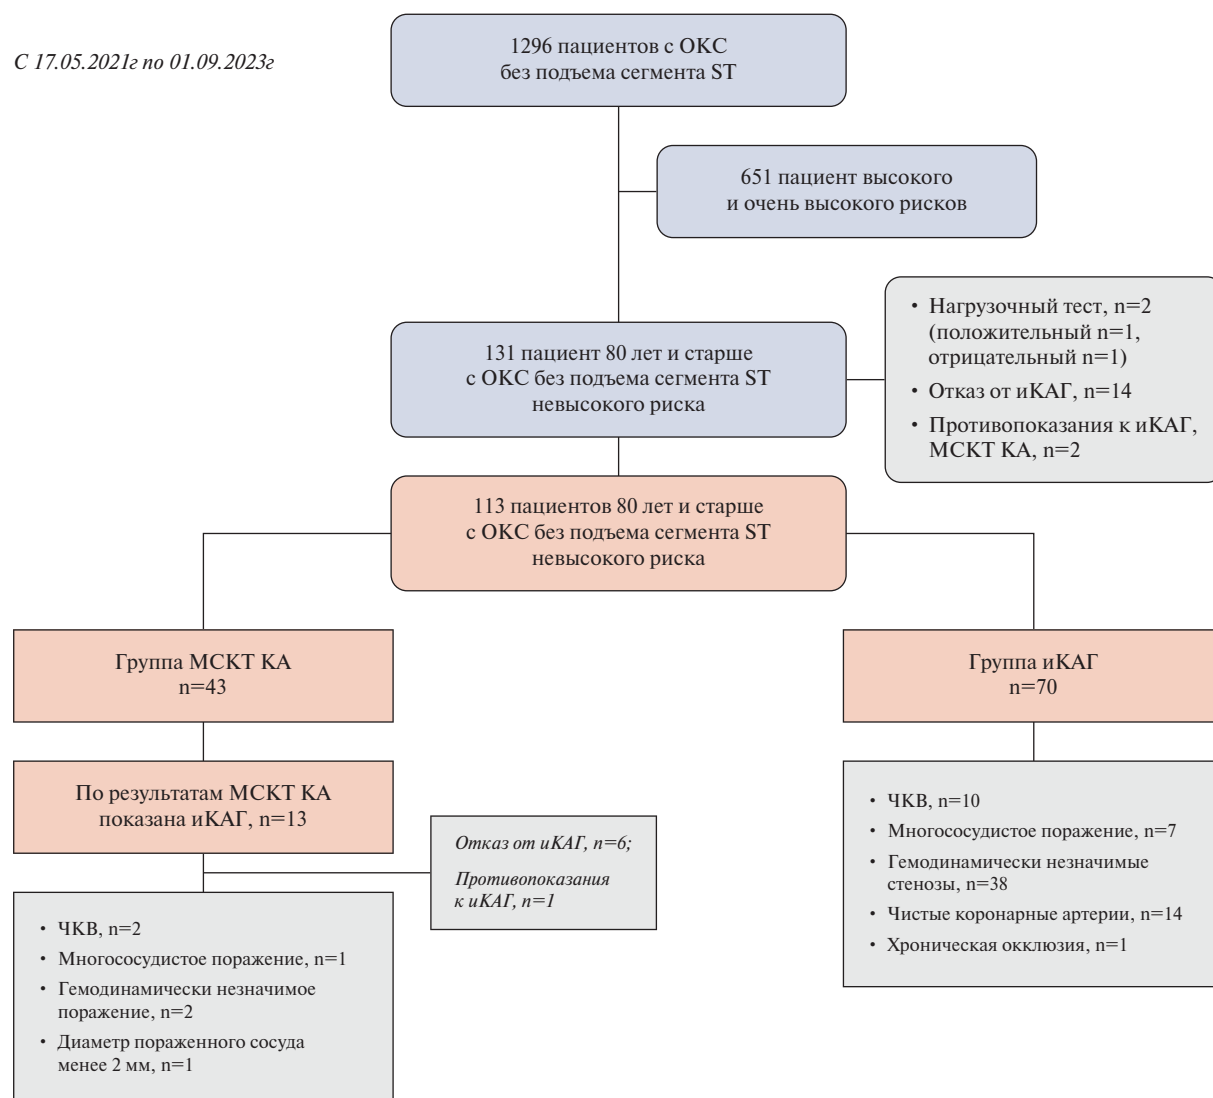 С 17.05.2021г по 01.09.2023г
1296 пациентов с ОКС
без подъема сегмента ST
651 пациент высокого
и очень высокого рисков
131 пациент 80 лет и старше
с ОКС без подъема сегмента ST
невысокого риска
• Нагрузочный тест, n=2
(положительный n=1,
отрицательный n=1)
• Отказ от иКАГ, n=14
• Противопоказания к иКАГ,
МСКТ КА, n=2
113 пациентов 80 лет и старше
с ОКС без подъема сегмента ST
невысокого риска
Группа МСКТ КА
n=43
Группа иКАГ
n=70
По результатам МСКТ КА
показана иКАГ, n=13
Отказ от иКАГ, n=6;
Противопоказания
к иКАГ, n=1
• ЧКВ, n=2
• Многососудистое поражение, n=1
• Гемодинамически незначимое
поражение, n=2
• Диаметр пораженного сосуда
менее 2 мм, n=1
• ЧКВ, n=10
• Многососудистое поражение, n=7
• Гемодинамически незначимые
стенозы, n=38
• Чистые коронарные артерии, n=14
• Хроническая окклюзия, n=1